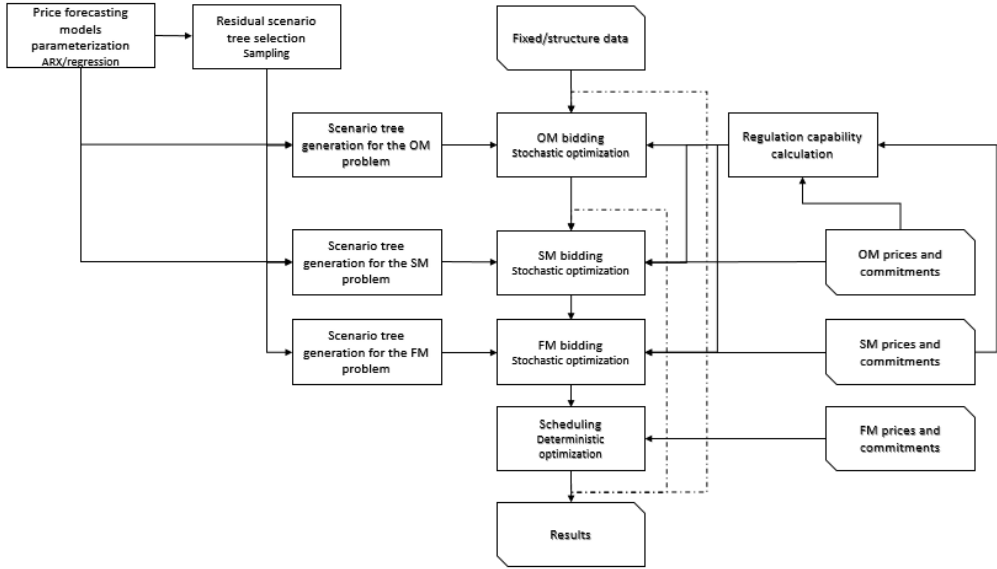 Price forecasting
models
parameterization
ARX/regression
Residual scenario
tree selection
Sampling
Fixed/structure data
Scenario tree
generation for the OM
problem
OM bidding
Stochastic optimization
Regulation capability
calculation
Scenario tree
generation for the SM
problem
SM bidding
Stochastic optimization
OM prices and
commitments
Scenario tree
generation for the FM
problem
FM bidding
Stochastic optimization
SM prices and
commitments
Scheduling
Deterministic
optimization
FM prices and
commitments
Results